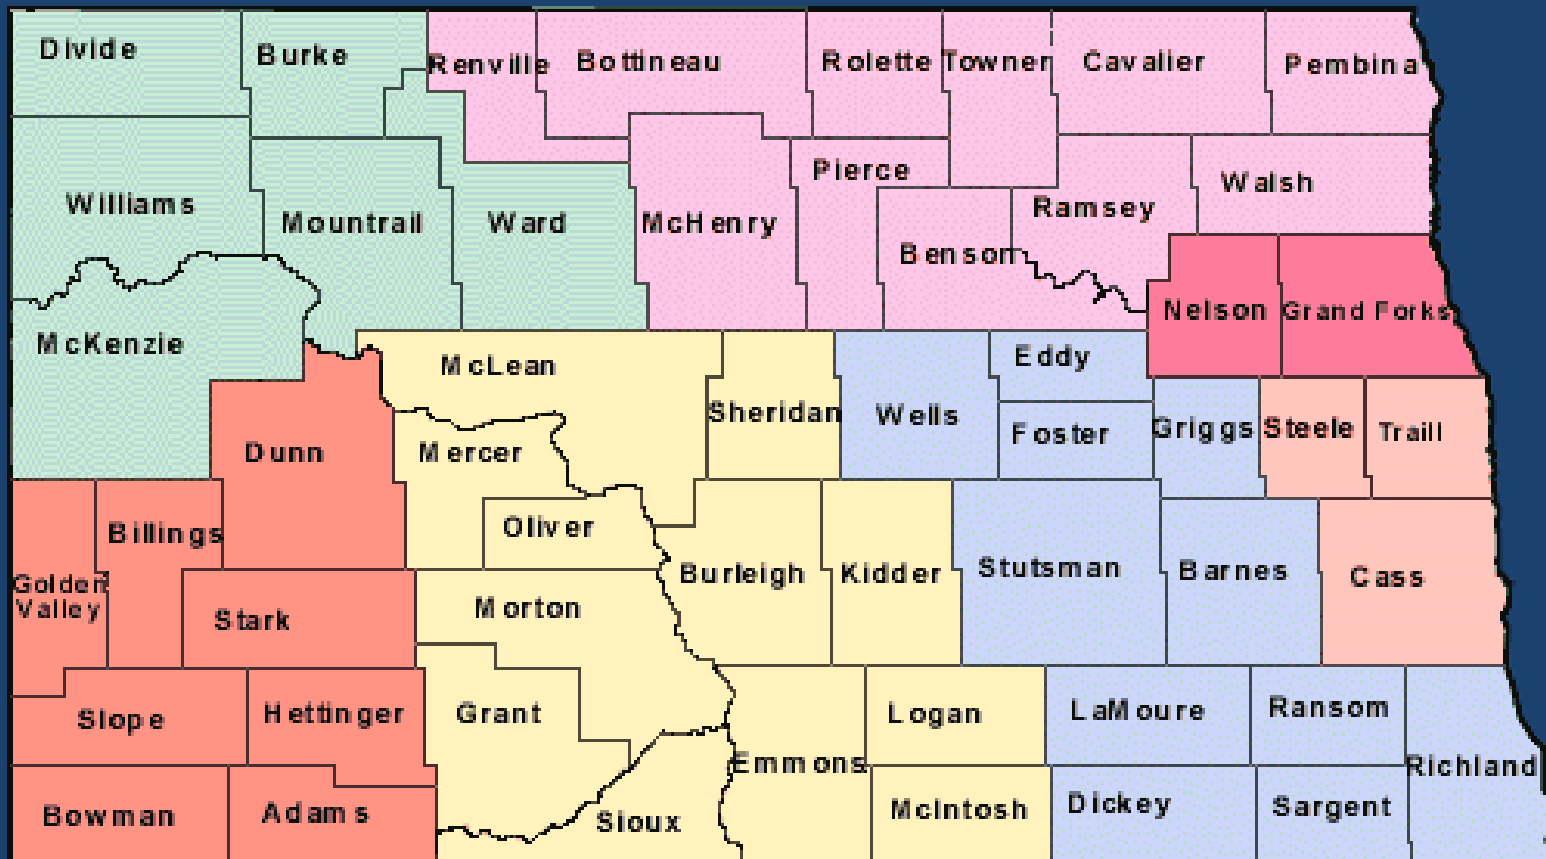 Divide
Burke
Renville
Bottineau
Rolette
Towner
Cavalier
Pembina
Williams
Mountrail
Ward
McHenry
Pierce
Benson
Ramsey
Walsh
McKenzie
Nelson
Grand Forks
McLean
Sheridan
Wells
Eddy
Foster
Griggs
Steele
Traill
Dunn
Mercer
Oliver
Billings
Golden
Valley
Stark
Morton
Burleigh
Kidder
Stutsman
Barnes
Cass
Slope
Hettinger
Grant
Logan
LaMoure
Ransom
Emmons
Richland
Bowman
Adams
Sioux
McIntosh
Dickey
Sargent